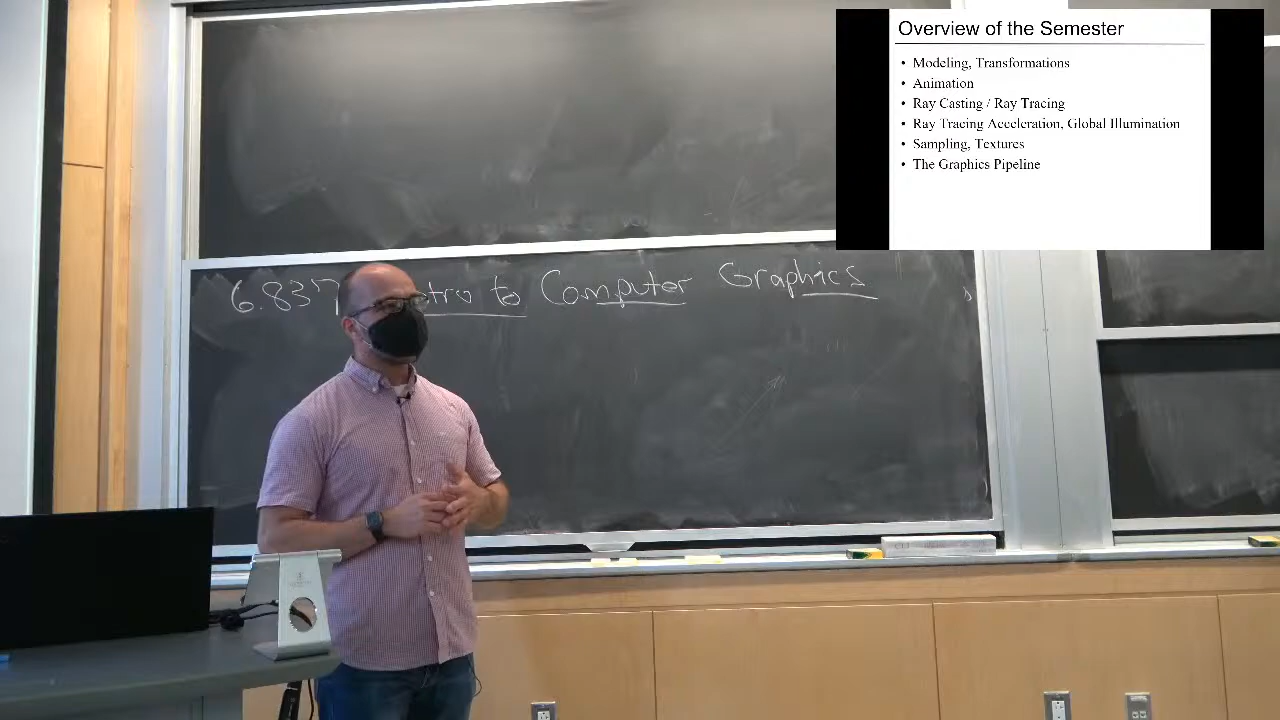 Overview of the Semester
• Modeling, Transformations
• Animation
• Ray Casting / Ray Tracing
• Ray Tracing Acceleration, Global Illumination
• Sampling, Textures
• The Graphics Pipeline
6.837 tro to Computer Graphics